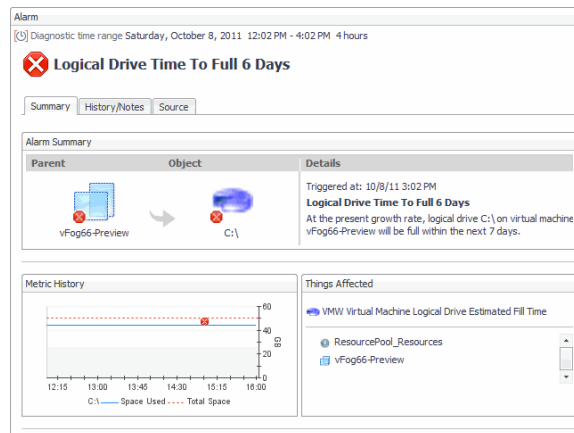 Alarm
Diagnostic time range Saturday, October 8, 2011 12:02 PM - 4:02 PM 4 hours
Logical Drive Time To Full 6 Days
Summary History/Notes Source
Alarm Summary
Parent Object Details
vFog66-Preview
C:\
Triggered at: 10/8/11 3:02 PM
Logical Drive Time To Full 6 Days
At the present growth rate, logical drive C:\ on virtual machine
vFog66-Preview will be full within the next 7 days.
Metric History
60
40
20
0
GB
12:15 13:00 13:45 14:30 15:15 16:00
C:\ Space Used Total Space
Things Affected
VMW Virtual Machine Logical Drive Estimated Fill Time
ResourcePool_Resources
vFog66-Preview